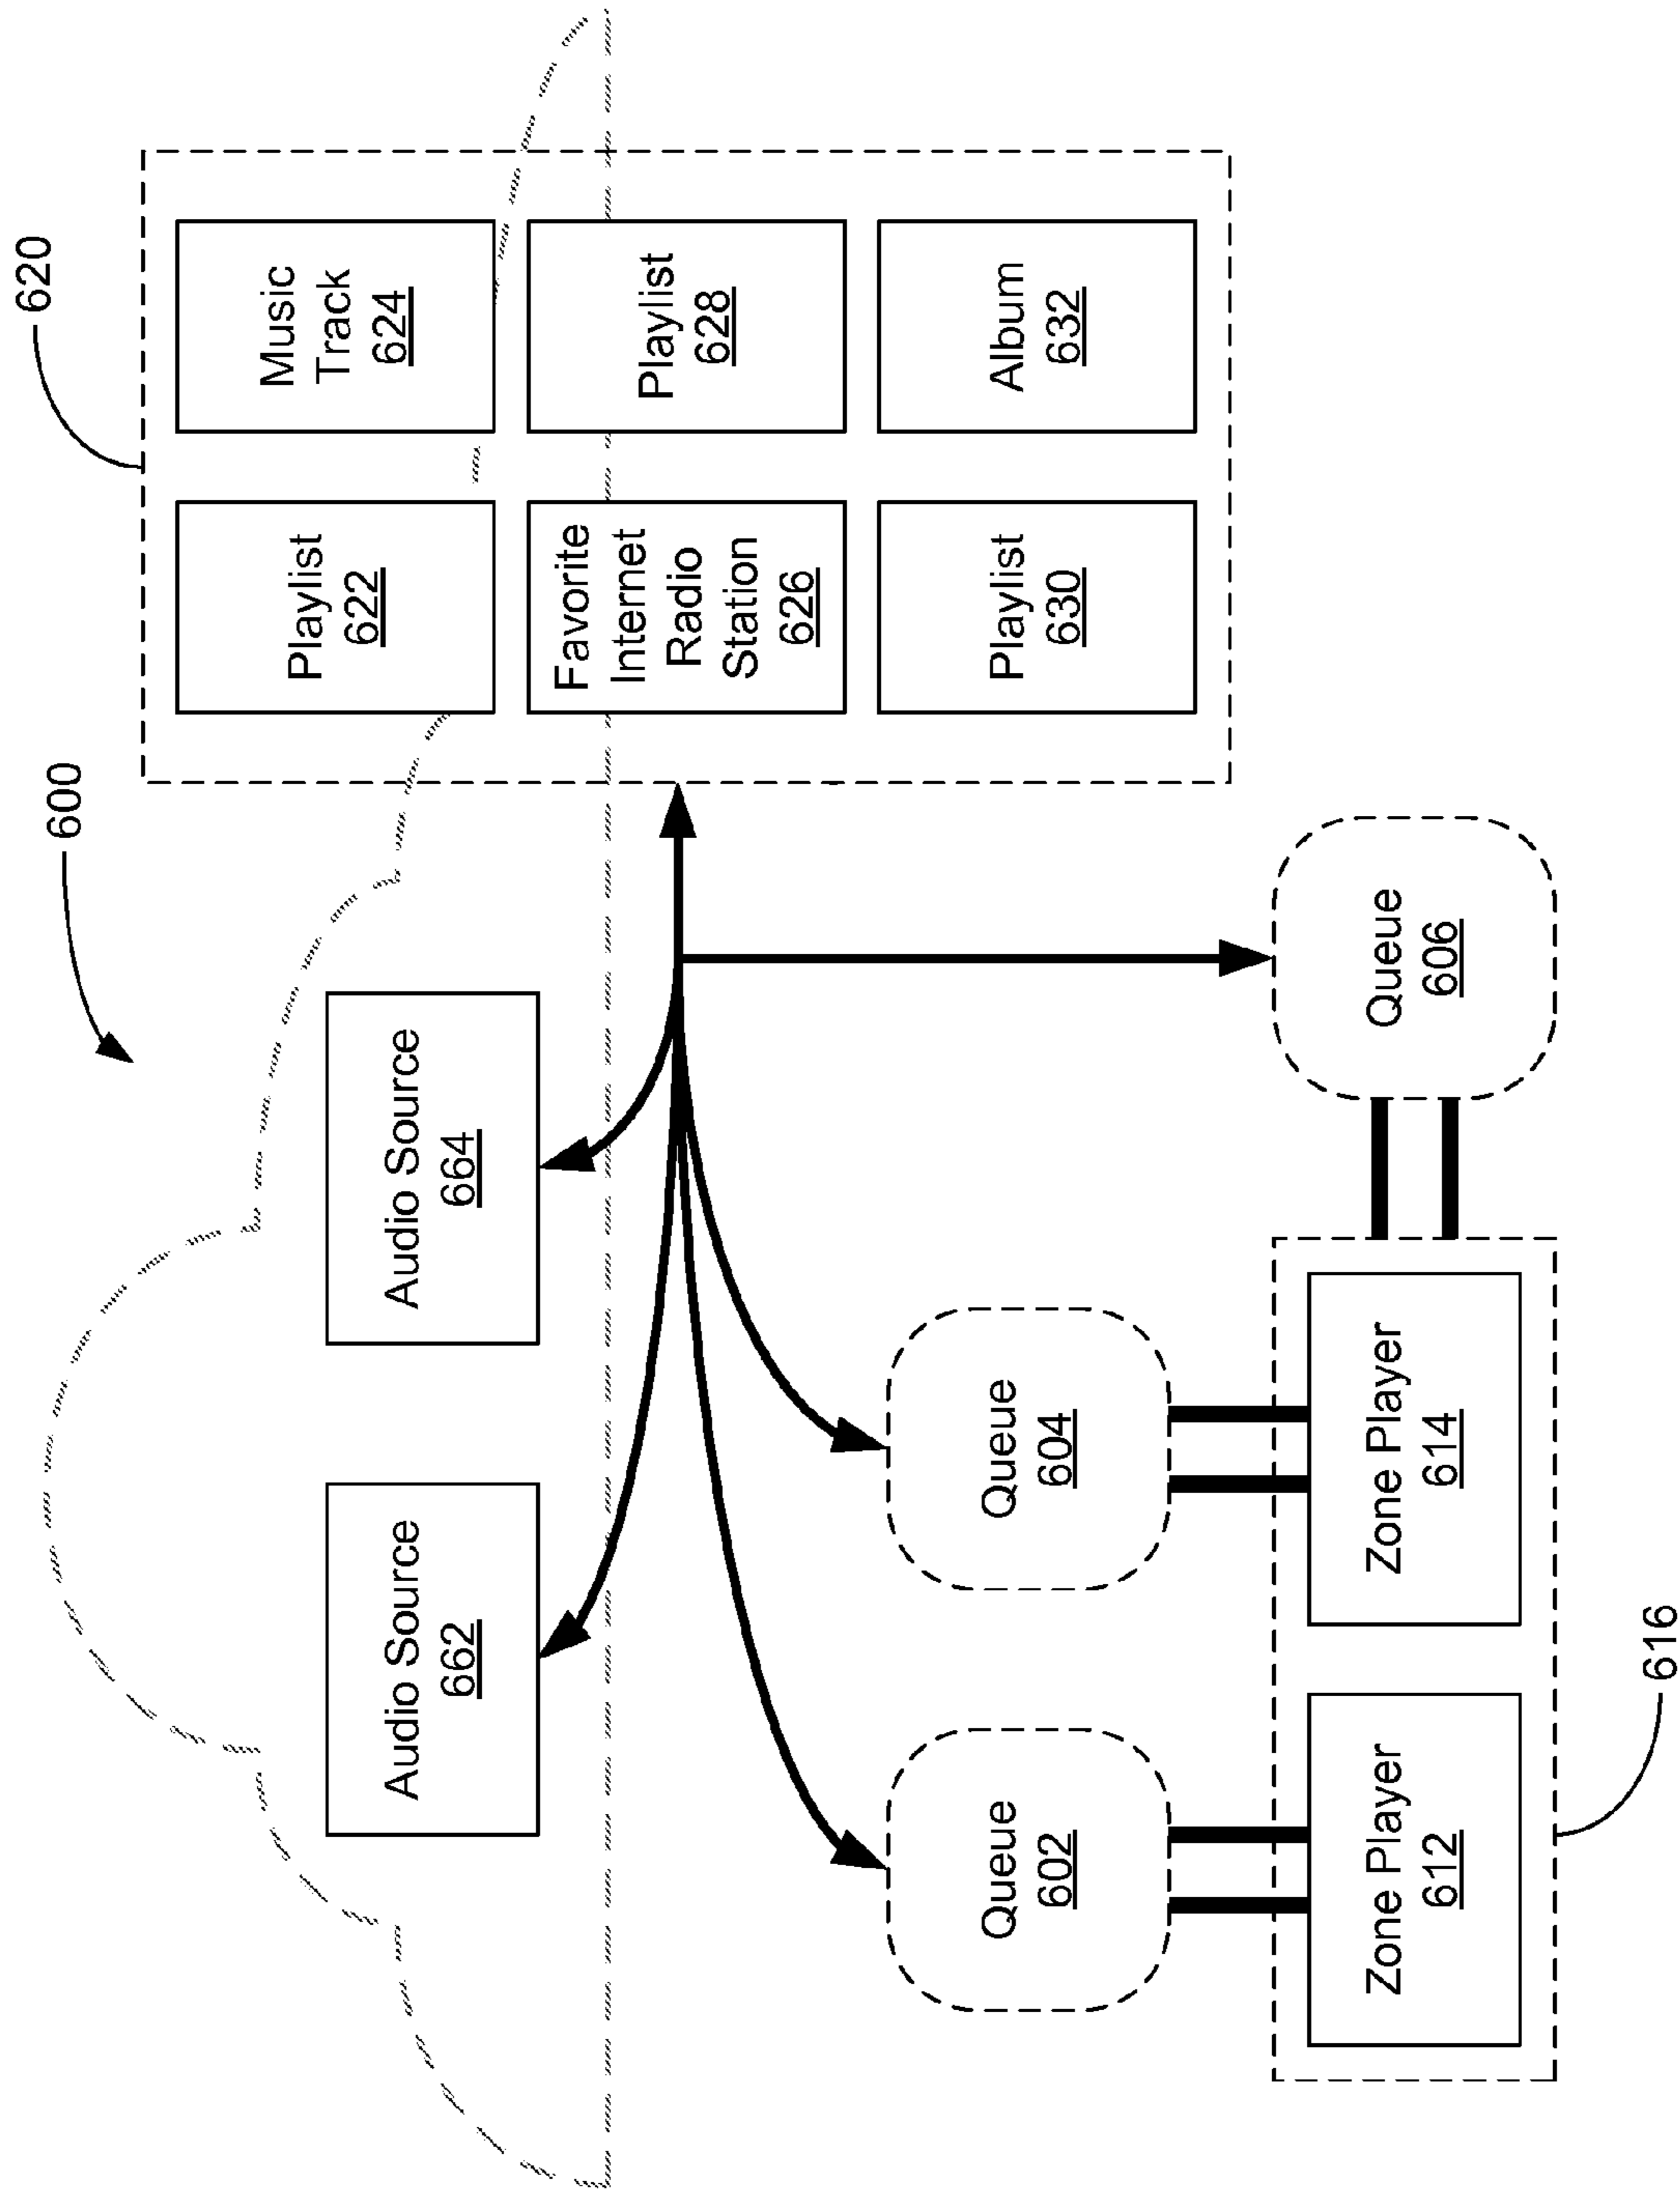 600
620
Audio Source
662
Audio Source
664
Playlist
622
Music
Track
624
Favorite
Internet
Radio
Station
626
Playlist
628
Playlist
630
Album
632
Queue
602
Queue
604
Queue
606
Zone Player
612
Zone Player
614
616